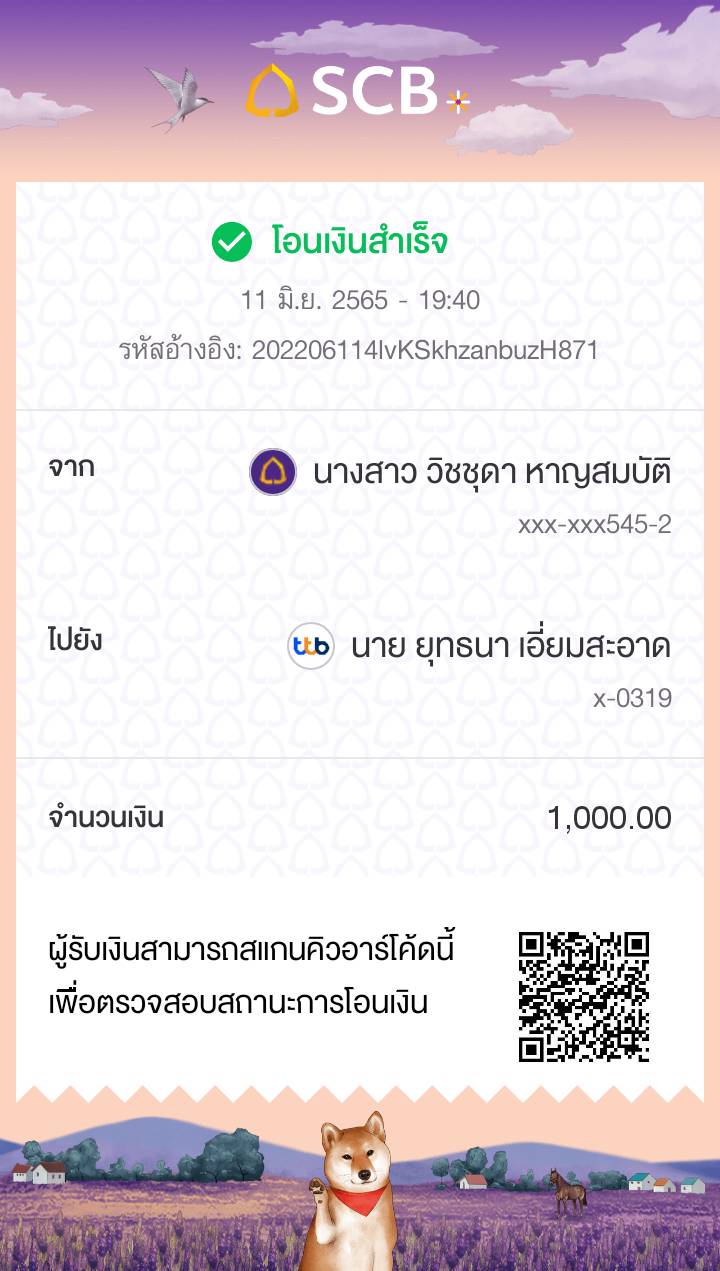 SCB
โอนเงินสำเร็จ
11 มิ.ย. 2565 - 19:40
รหัสอ้างอิง: 202206114IvKSkhzanbuzH871
จาก
นางสาว วิชชุดา หาญสมบัติ
xxx-xxx545-2
ไปยัง
ttb นาย ยุทธนา เอี่ยมสะอาด
x-0319
จำนวนเงิน
1,000.00
ผู้รับเงินสามารถสแกนคิวอาร์โค้ดนี้
เพื่อตรวจสอบสถานะการโอนเงิน